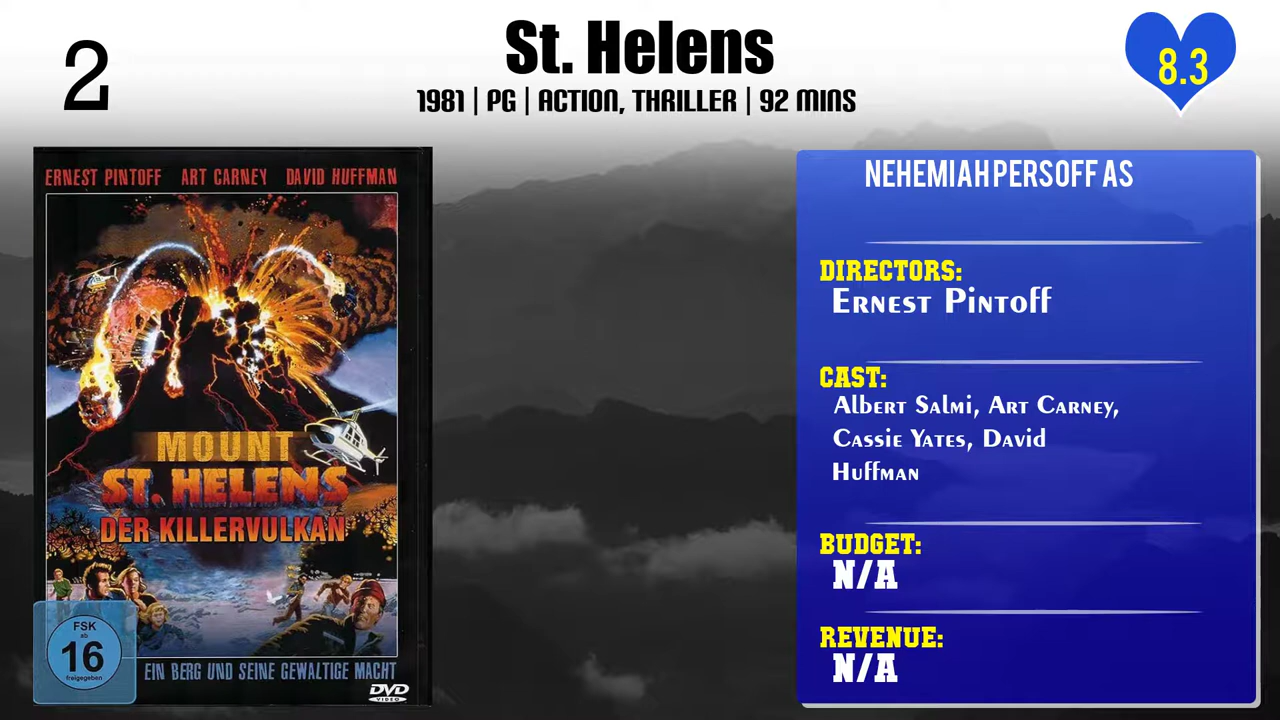 2
St. Helens
1981 | PG | ACTION, THRILLER | 92 MINS
8.3
ERNEST PINTOFF ART CARNEY DAVID HUFFMAN
MOUNT
ST. HELENS
DER KILLERVULKAN
FSK
ab
16
freigegeben
EIN BERG UND SEINE GEWALTIGE MACHT
DVD
VIDEO
NEHEMIAH PERSOFF AS
DIRECTORS:
Ernest Pintoff
CAST:
Albert Salmi, Art Carney,
Cassie Yates, David
Huffman
BUDGET:
N/A
REVENUE:
N/A